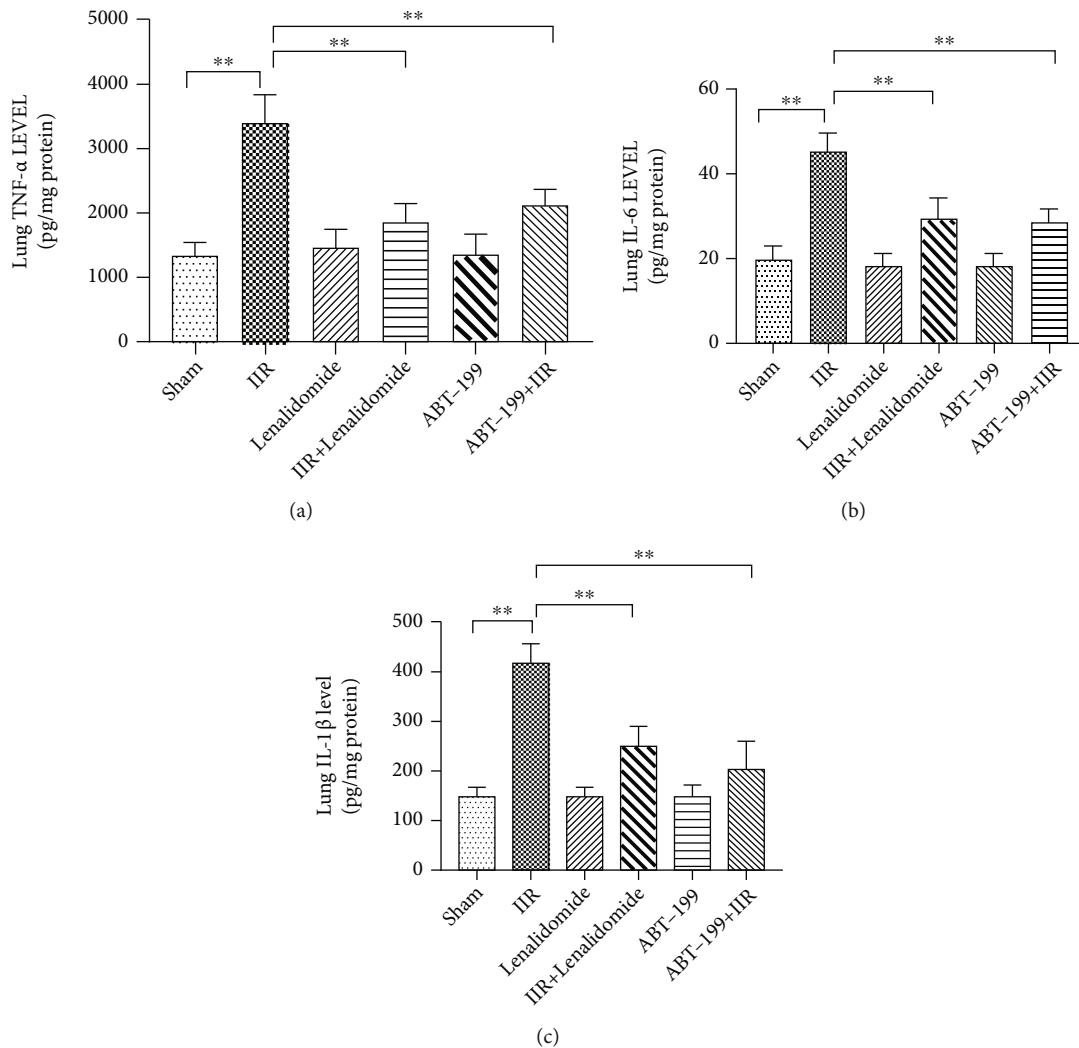 Lung TNF-α LEVEL
(pg/mg protein)
5000
4000
3000
2000
1000
0
**
**
**
Sham
IIR
Lenalidomide
IIR+Lenalidomide
ABT-199
ABT-199+IIR
(a)
Lung IL-6 LEVEL
(pg/mg protein)
60
40
20
0
**
**
**
Sham
IIR
Lenalidomide
IIR+Lenalidomide
ABT-199
ABT-199+IIR
(b)
Lung IL-1β level
(pg/mg protein)
500
400
300
200
100
0
**
**
**
Sham
IIR
Lenalidomide
IIR+Lenalidomide
ABT-199
ABT-199+IIR
(c)